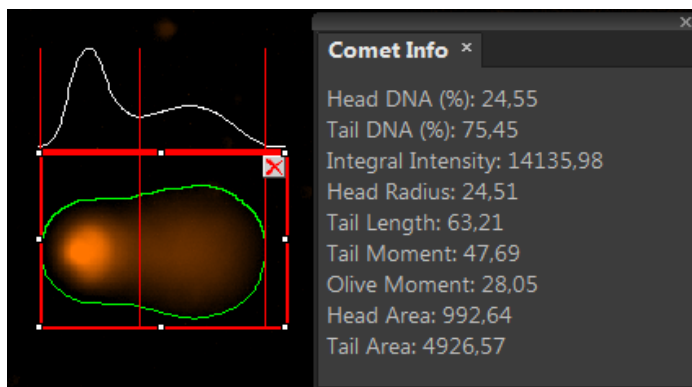 Comet Info ×
Head DNA (%): 24,55
Tail DNA (%): 75,45
Integral Intensity: 14135,98
Head Radius: 24,51
Tail Length: 63,21
Tail Moment: 47,69
Olive Moment: 28,05
Head Area: 992,64
Tail Area: 4926,57